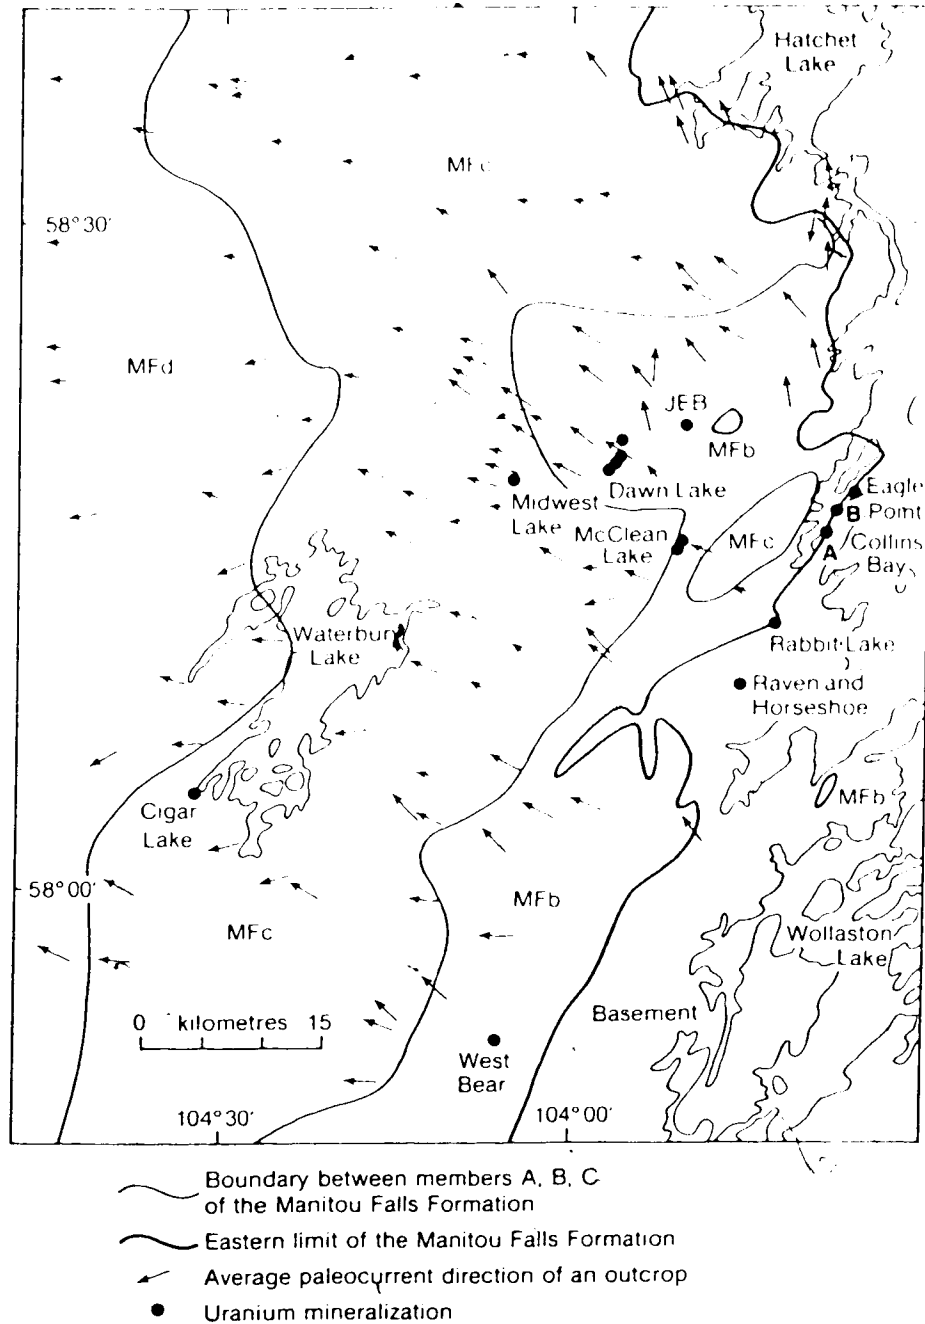 Hatchet
Lake
MFc
58°30'
MFd
JEB
MFb
Midwest
Lake
Dawn Lake
McClean
Lake
MFc
Eagle
Point
B
A
Collins
Bay
Waterbury
Lake
Rabbit Lake
Raven and
Horseshoe
MFb
Cigar
Lake
58°00'
MFc
MFb
Wollaston
Lake
Basement
0 kilometres 15
West
Bear
104°30'
104°00'
Boundary between members A, B, C
of the Manitou Falls Formation
Eastern limit of the Manitou Falls Formation
Average paleocurrent direction of an outcrop
Uranium mineralization